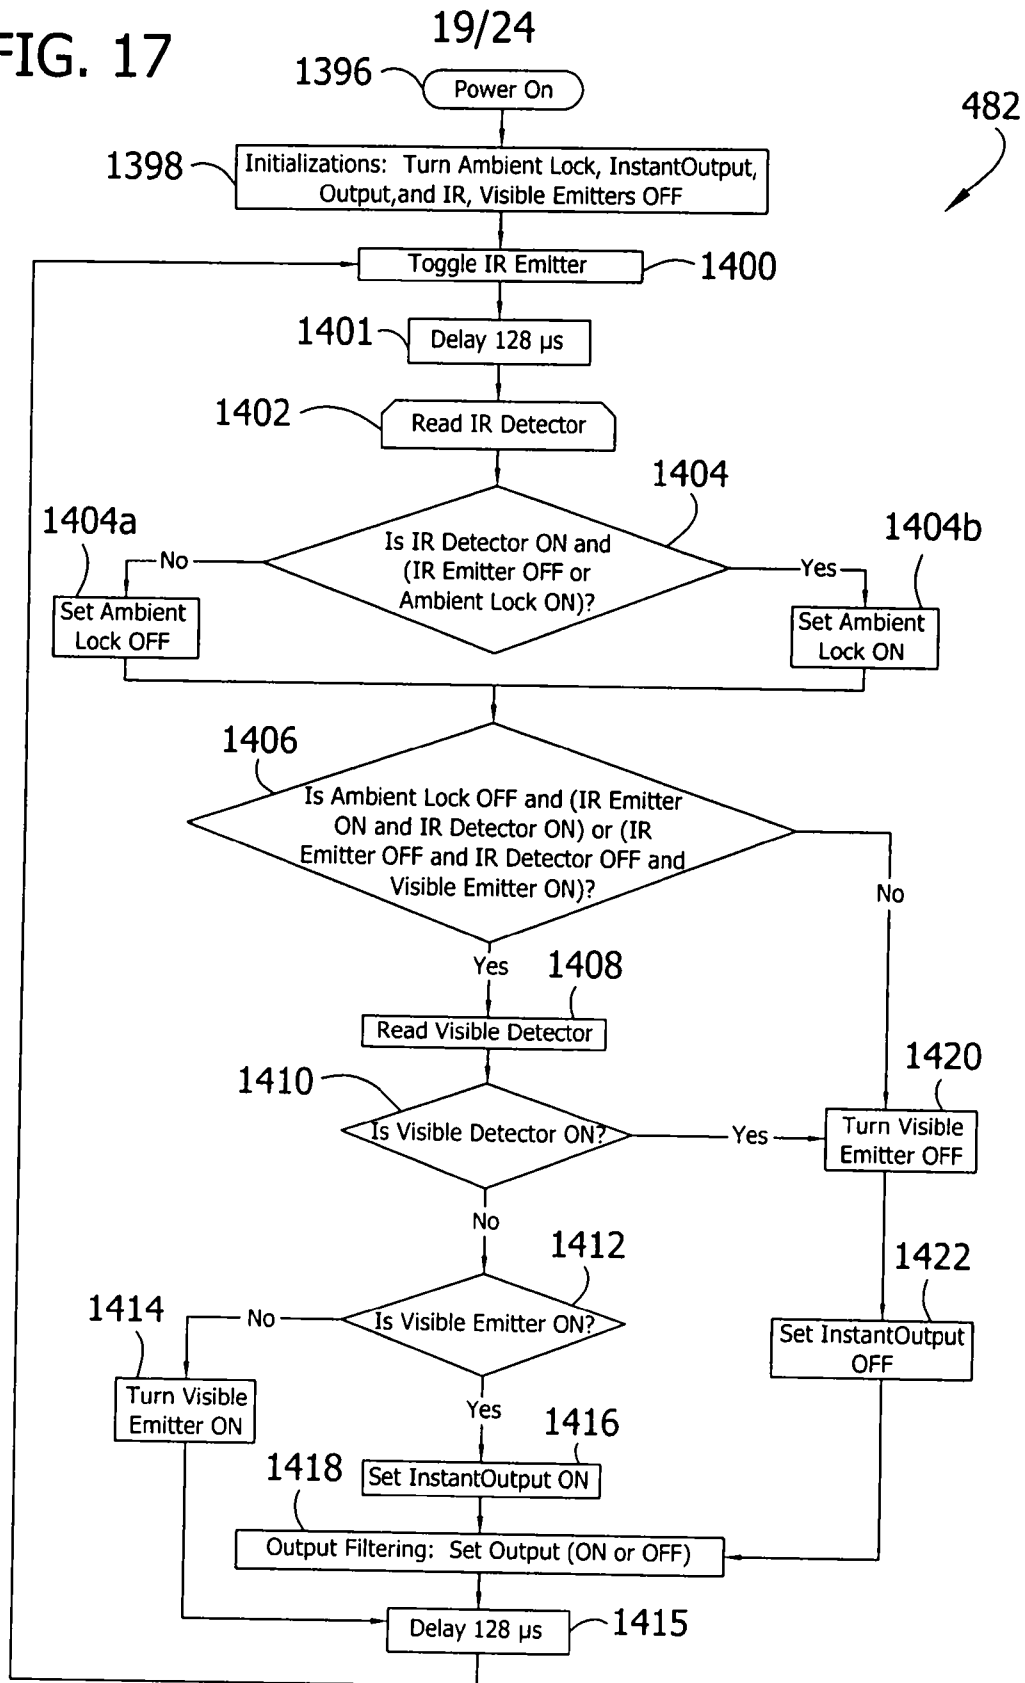 19/24
FIG. 17
1396
Power On
482
1398
Initializations: Turn Ambient Lock, InstantOutput,
Output,and IR, Visible Emitters OFF
Toggle IR Emitter
1400
1401
Delay 128 µs
1402
Read IR Detector
1404
1404a
1404b
Is IR Detector ON and
(IR Emitter OFF or
Ambient Lock ON)?
No
Yes
Set Ambient
Lock OFF
Set Ambient
Lock ON
1406
Is Ambient Lock OFF and (IR Emitter
ON and IR Detector ON) or (IR
Emitter OFF and IR Detector OFF and
Visible Emitter ON)?
No
Yes
1408
Read Visible Detector
1410
Is Visible Detector ON?
Yes
1420
Turn Visible
Emitter OFF
No
1412
1422
1414
No
Is Visible Emitter ON?
Set InstantOutput
OFF
Turn Visible
Emitter ON
Yes
1416
1418
Set InstantOutput ON
Output Filtering: Set Output (ON or OFF)
Delay 128 µs
1415